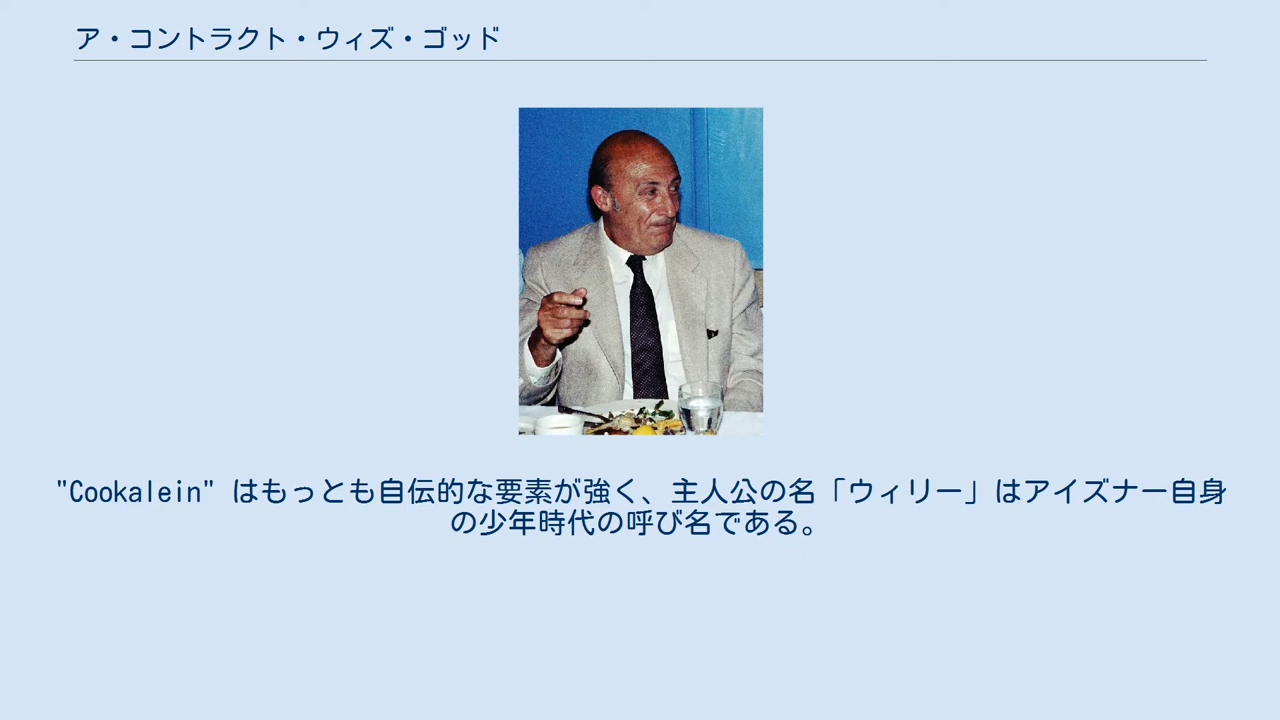 ア・コントラクト・ウィズ・ゴッド
"Cookalein" はもっとも自伝的な要素が強く、主人公の名「ウィリー」はアイズナー自身
の少年時代の呼び名である。